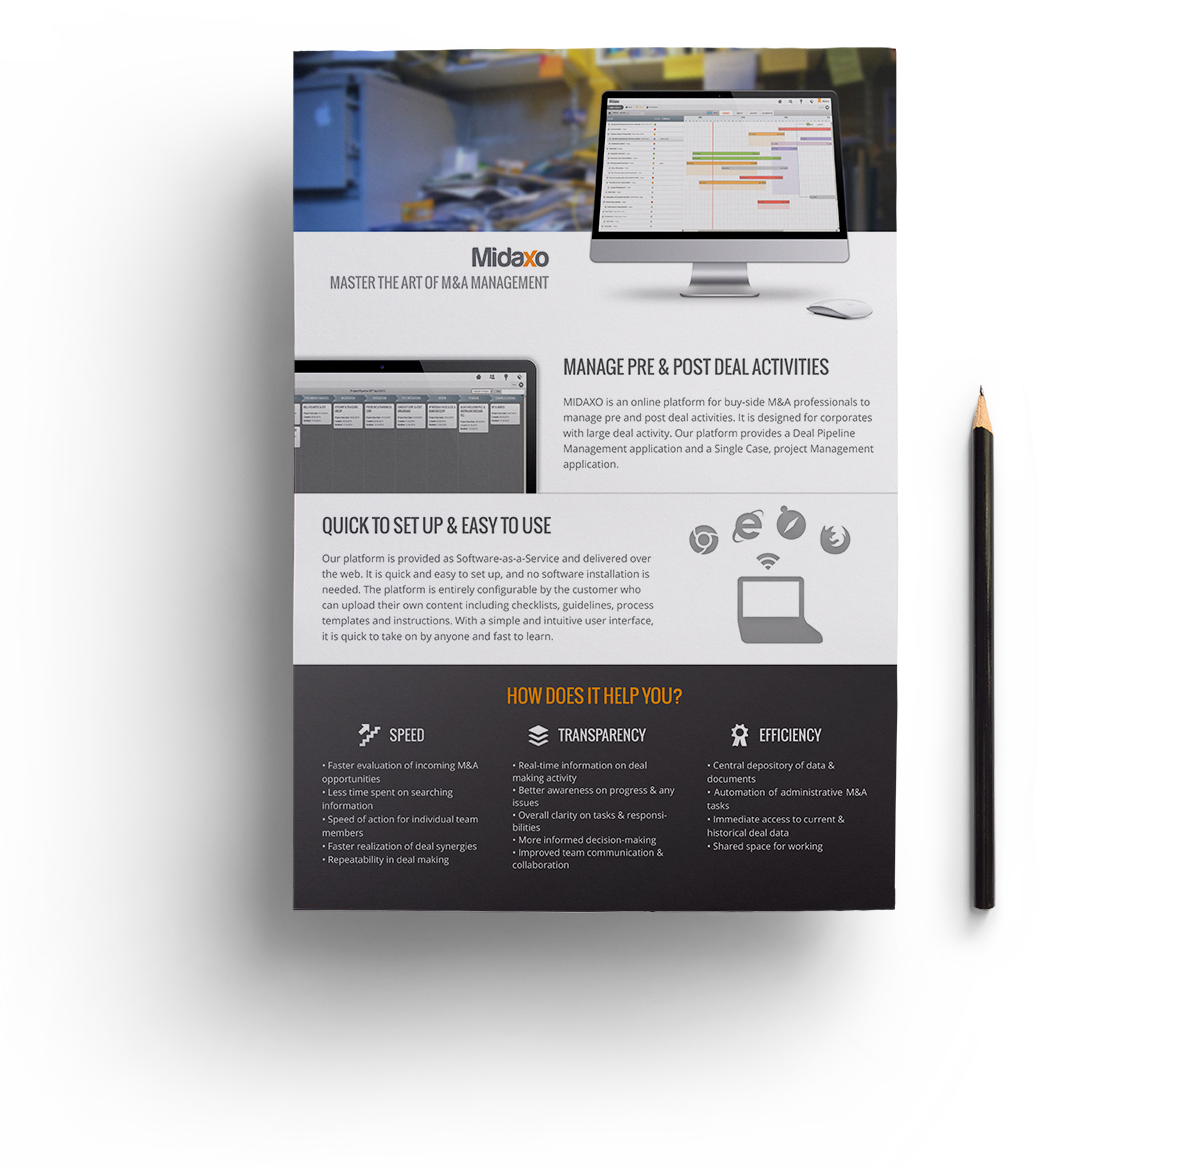 Midaxo
MASTER THE ART OF M&A MANAGEMENT
MANAGE PRE & POST DEAL ACTIVITIES
MIDAXO is an online platform for buy-side M&A professionals to
manage pre and post deal activities. It is designed for corporates
with large deal activity. Our platform provides a Deal Pipeline
Management application and a Single Case, project Management
application.
QUICK TO SET UP & EASY TO USE
Our platform is provided as Software-as-a-Service and delivered over
the web. It is quick and easy to set up, and no software installation is
needed. The platform is entirely configurable by the customer who
can upload their own content including checklists, guidelines, process
templates and instructions. With a simple and intuitive user interface,
it is quick to take on by anyone and fast to learn.
HOW DOES IT HELP YOU?
SPEED
• Faster evaluation of incoming M&A
opportunities
• Less time spent on searching
information
• Speed of action for individual team
members
• Faster realization of deal synergies
• Repeatability in deal making
TRANSPARENCY
• Real-time information on deal
making activity
• Better awareness on progress & any
issues
• Overall clarity on tasks & responsi-
bilities
• More informed decision-making
• Improved team communication &
collaboration
EFFICIENCY
• Central depository of data &
documents
• Automation of administrative M&A
tasks
• Immediate access to current &
historical deal data
• Shared space for working